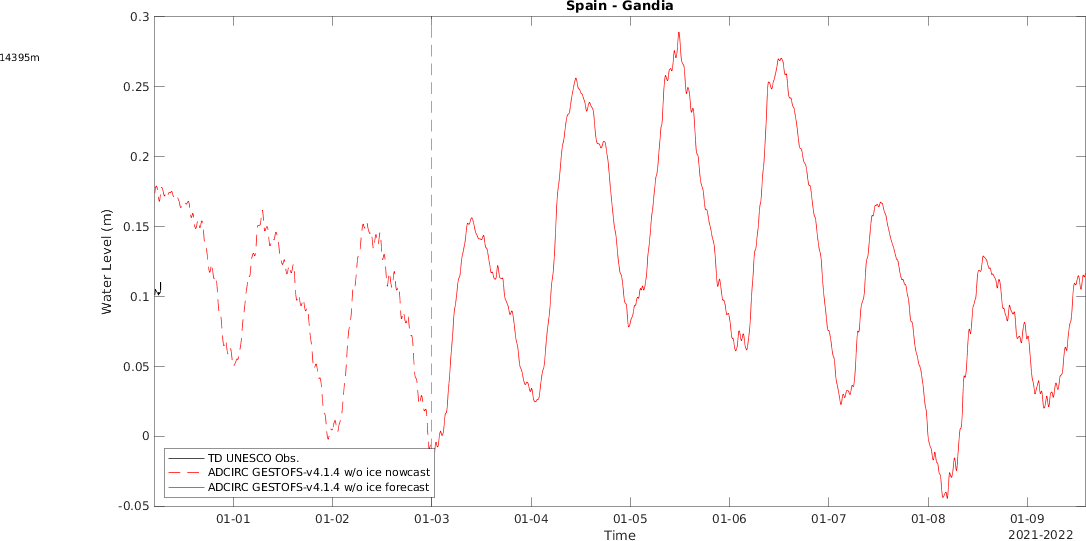 Spain - Gandia
14395m
0.3
0.25
0.2
0.15
0.1
0.05
0
-0.05
Water Level (m)
TD UNESCO Obs.
ADCIRC GESTOFS-v4.1.4 w/o ice nowcast
ADCIRC GESTOFS-v4.1.4 w/o ice forecast
01-01 01-02 01-03 01-04 01-05 01-06 01-07 01-08 01-09
Time
2021-2022